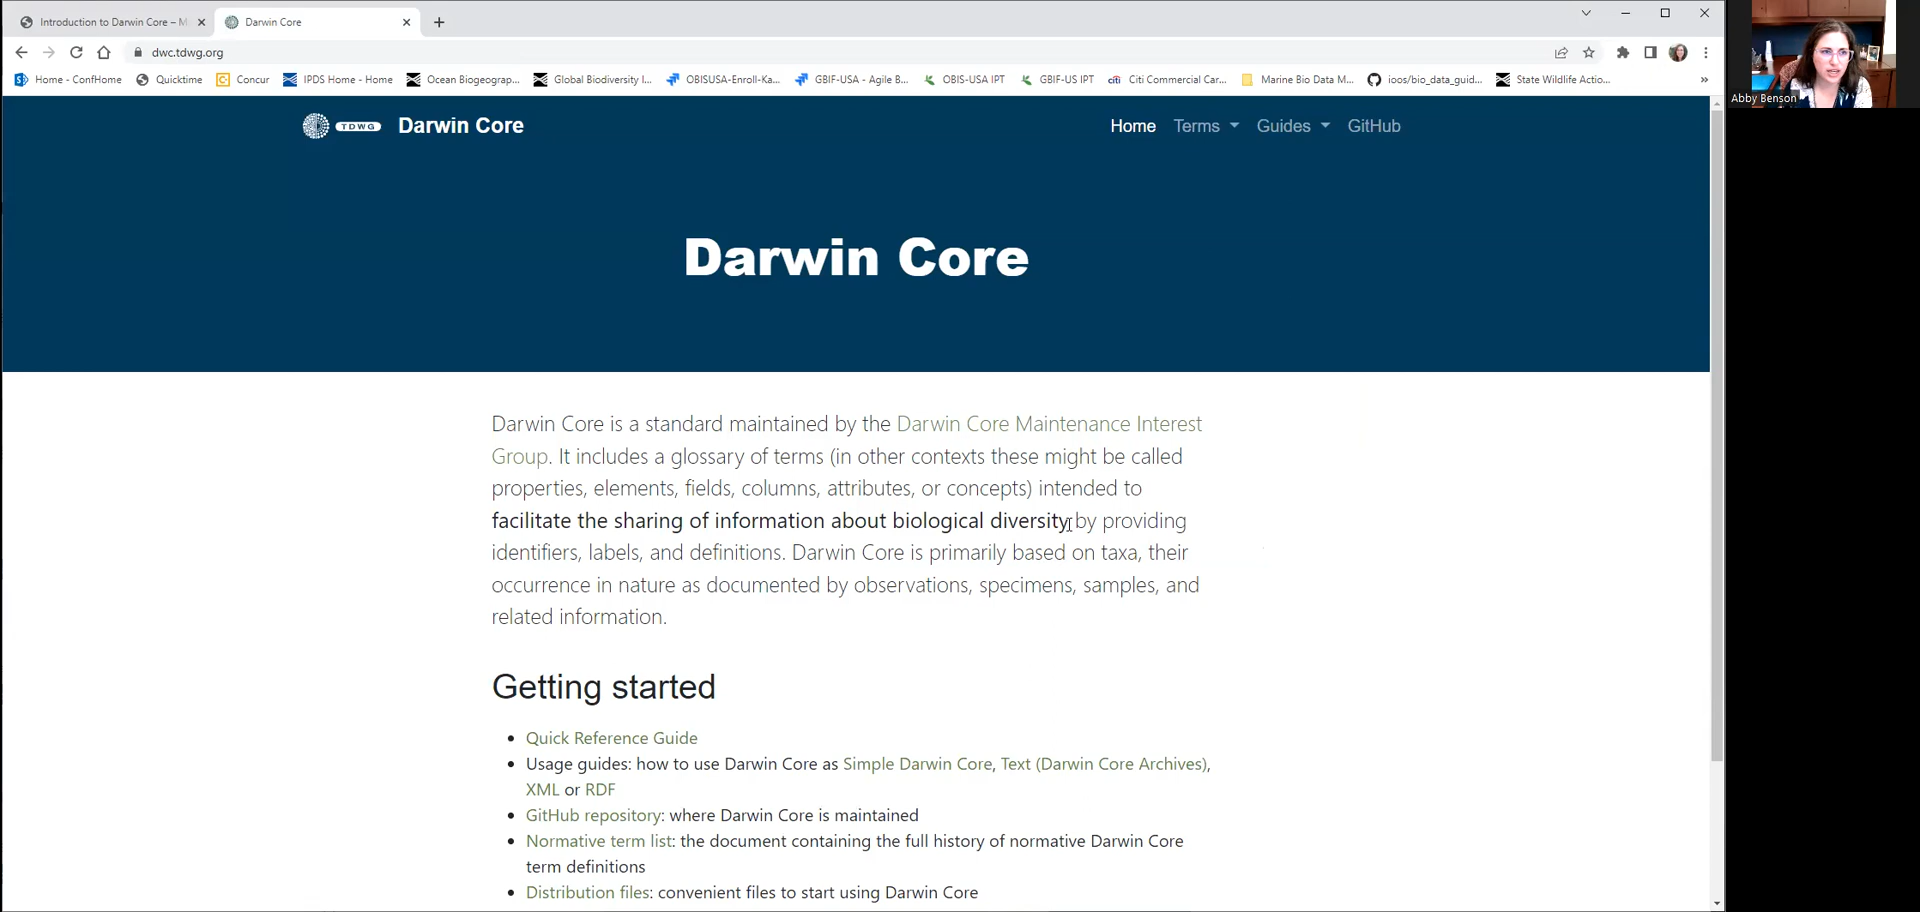 Introduction to Darwin Core – M
Darwin Core
dwc.tdwg.org
Home - ConfHome
Quicktime
Concur
IPDS Home - Home
Ocean Biogeograp...
Global Biodiversity I...
OBISUSA-Enroll-Ka...
GBIF-USA - Agile B...
OBIS-USA IPT
GBIF-US IPT
citi
Citi Commercial Car...
Marine Bio Data M...
ioos/bio_data_guid...
State Wildlife Actio...
»
Abby Benson
TDWG
Darwin Core
Home
Terms
Guides
GitHub
Darwin Core
Darwin Core is a standard maintained by the Darwin Core Maintenance Interest
Group. It includes a glossary of terms (in other contexts these might be called
properties, elements, fields, columns, attributes, or concepts) intended to
facilitate the sharing of information about biological diversity by providing
identifiers, labels, and definitions. Darwin Core is primarily based on taxa, their
occurrence in nature as documented by observations, specimens, samples, and
related information.
Getting started
• Quick Reference Guide
• Usage guides: how to use Darwin Core as Simple Darwin Core, Text (Darwin Core Archives),
XML or RDF
• GitHub repository: where Darwin Core is maintained
• Normative term list: the document containing the full history of normative Darwin Core
term definitions
• Distribution files: convenient files to start using Darwin Core